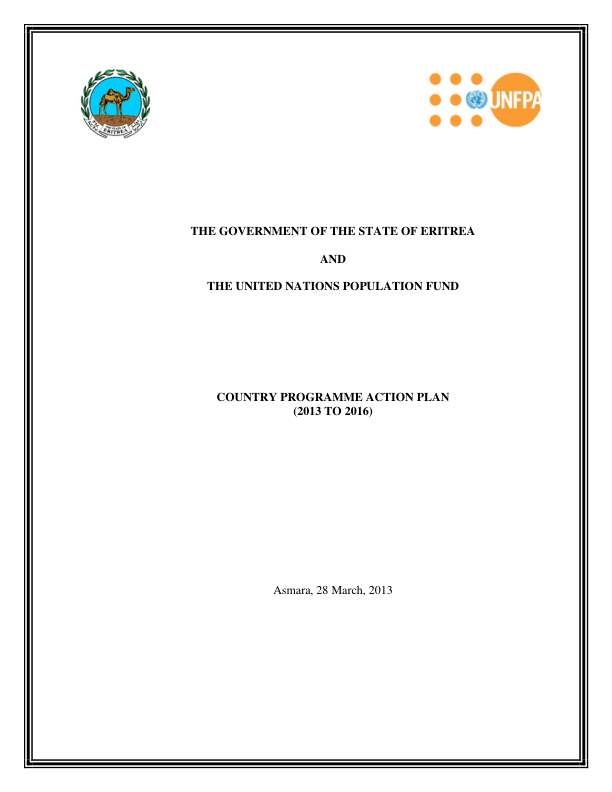 ERITREA
UNFPA
THE GOVERNMENT OF THE STATE OF ERITREA
AND
THE UNITED NATIONS POPULATION FUND
COUNTRY PROGRAMME ACTION PLAN
(2013 TO 2016)
Asmara, 28 March, 2013